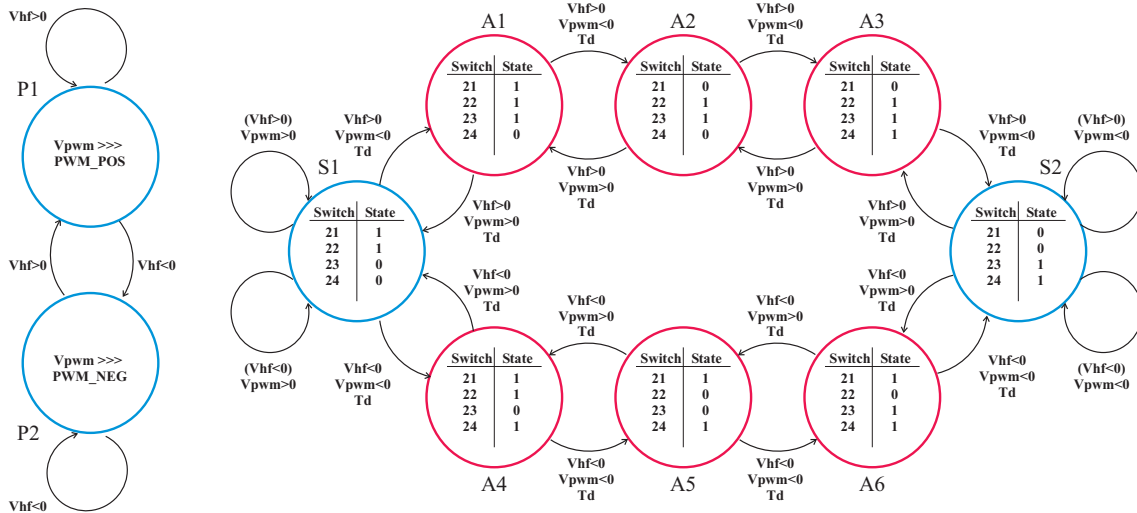 Vhf>0
P1
Vpwm >>>
PWM_POS
Vhf>0
Vhf<0
Vpwm >>>
PWM_NEG
P2
Vhf<0
S1
(Vhf>0)
Vpwm>0
Switch State
21 1
22 1
23 0
24 0
(Vhf<0)
Vpwm>0
Vhf>0
Vpwm<0
Td
Vhf>0
Vpwm>0
Td
Vhf<0
Vpwm>0
Td
Vhf<0
Vpwm<0
Td
A1
Switch State
21 1
22 1
23 1
24 0
Vhf>0
Vpwm<0
Td
Vhf>0
Vpwm>0
Td
A2
Switch State
21 0
22 1
23 1
24 0
Vhf>0
Vpwm<0
Td
Vhf>0
Vpwm>0
Td
A3
Switch State
21 0
22 1
23 1
24 1
Vhf>0
Vpwm<0
Td
Vhf>0
Vpwm>0
Td
S2
(Vhf>0)
Vpwm<0
Switch State
21 0
22 0
23 1
24 1
(Vhf<0)
Vpwm<0
Vhf<0
Vpwm>0
Td
Vhf<0
Vpwm<0
Td
Switch State
21 1
22 1
23 0
24 1
A4
Vhf<0
Vpwm>0
Td
Vhf<0
Vpwm<0
Td
Switch State
21 1
22 0
23 0
24 1
A5
Vhf<0
Vpwm>0
Td
Vhf<0
Vpwm<0
Td
Switch State
21 1
22 0
23 1
24 1
A6